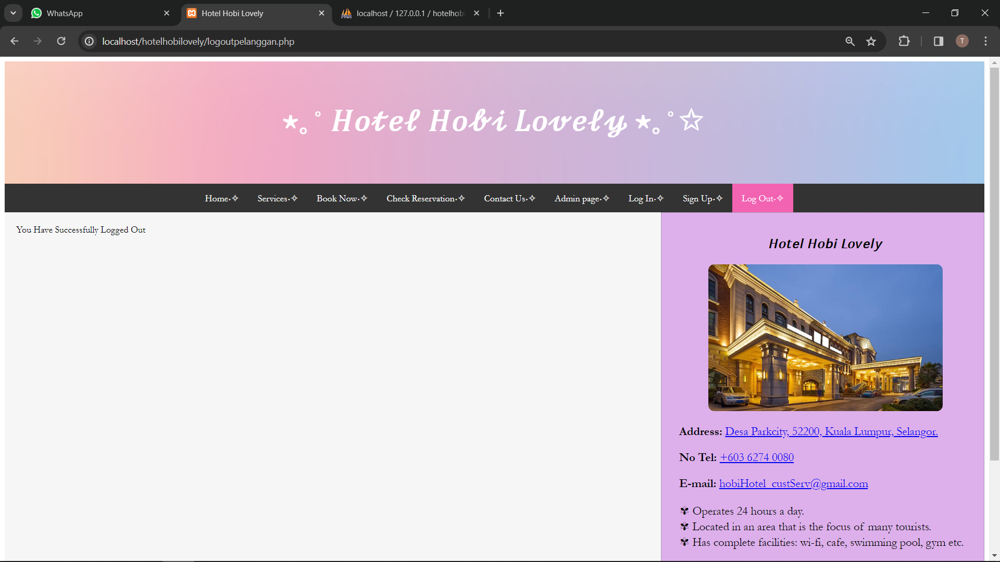 WhatsApp
Hotel Hobi Lovely
localhost / 127.0.0.1 / hotelhobi
localhost/hotelhobilovely/logoutpelanggan.php
T
⋆｡˚ Hotel Hobi Lovely ⋆｡˚☆
Home˖✧ Services˖✧ Book Now˖✧ Check Reservation˖✧ Contact Us˖✧ Admin page˖✧ Log In˖✧ Sign Up˖✧ Log Out˖✧
You Have Successfully Logged Out
Hotel Hobi Lovely
Address: Desa Parkcity, 52200, Kuala Lumpur, Selangor.
No Tel: +603 6274 0080
E-mail: hobiHotel_custServ@gmail.com
✾ Operates 24 hours a day.
✾ Located in an area that is the focus of many tourists.
✾ Has complete facilities: wi-fi, cafe, swimming pool, gym etc.